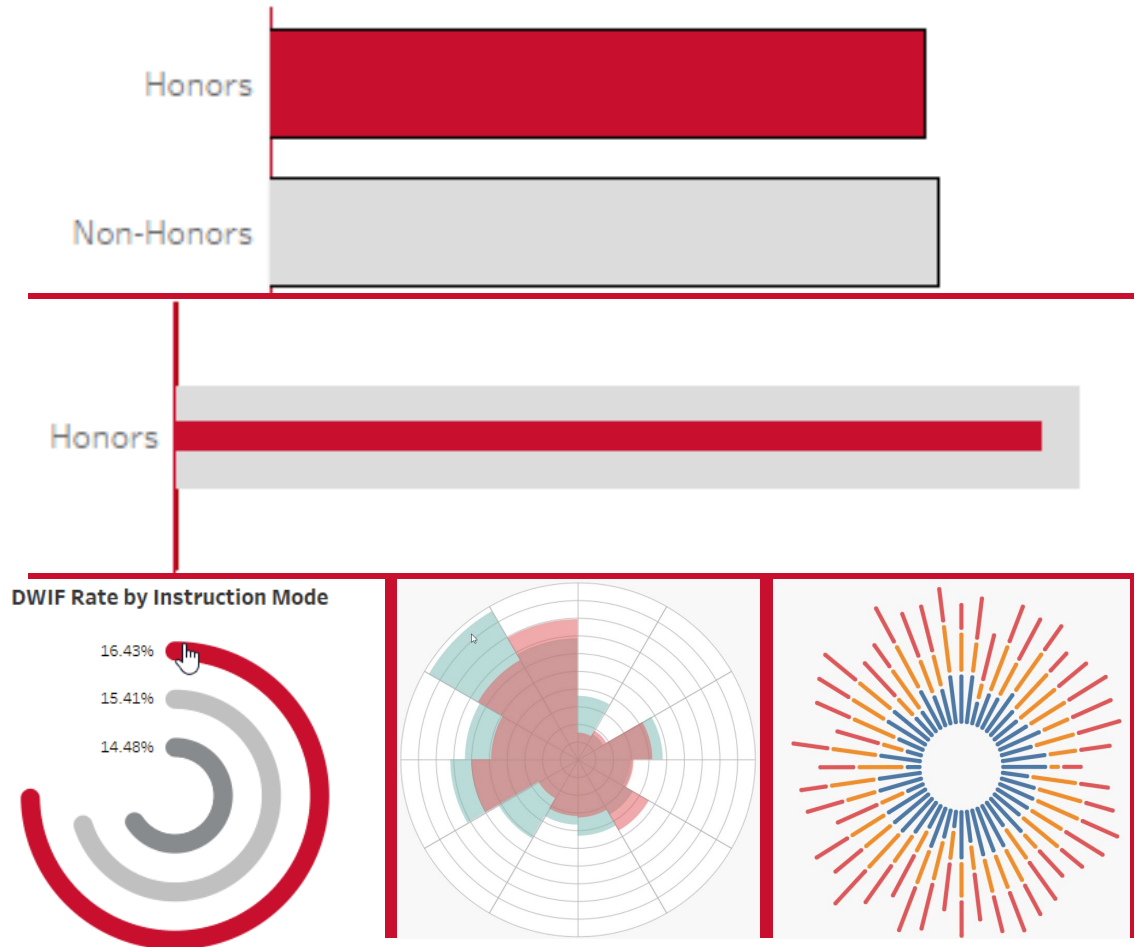 Honors
Non-Honors
Honors
DWIF Rate by Instruction Mode
16.43%
15.41%
14.48%